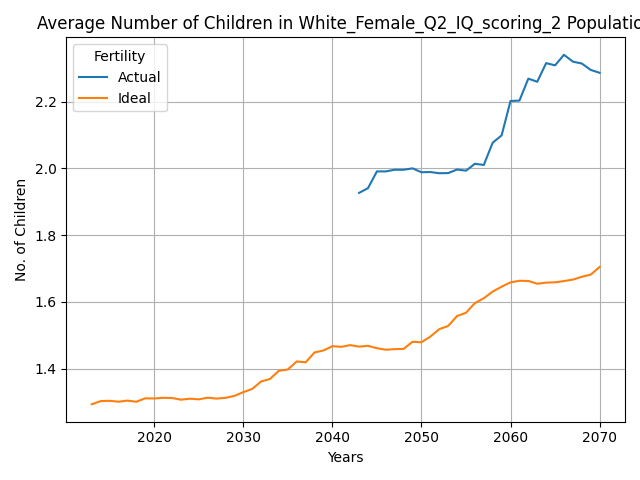 Average Number of Children in White_Female_Q2_IQ_scoring_2 Populatio
Fertility
Actual
Ideal
2.2
2.0
1.8
1.6
1.4
No. of Children
2020 2030 2040 2050 2060 2070
Years